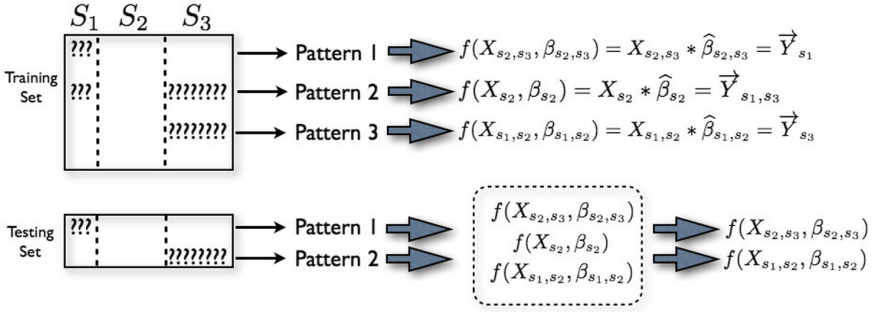 S₁ S₂ S₃
Training Set
??? Pattern 1 f(X_{s₂,s₃}, β_{s₂,s₃}) = X_{s₂,s₃} * β̂_{s₂,s₃} = Y⃗_{s₁}
??? ???????? Pattern 2 f(X_{s₂}, β_{s₂}) = X_{s₂} * β̂_{s₂} = Y⃗_{s₁,s₃}
???????? Pattern 3 f(X_{s₁,s₂}, β_{s₁,s₂}) = X_{s₁,s₂} * β̂_{s₁,s₂} = Y⃗_{s₃}
Testing Set
??? Pattern 1 f(X_{s₂,s₃}, β_{s₂,s₃}) f(X_{s₂,s₃}, β_{s₂,s₃})
f(X_{s₂}, β_{s₂})
???????? Pattern 2 f(X_{s₁,s₂}, β_{s₁,s₂}) f(X_{s₁,s₂}, β_{s₁,s₂})